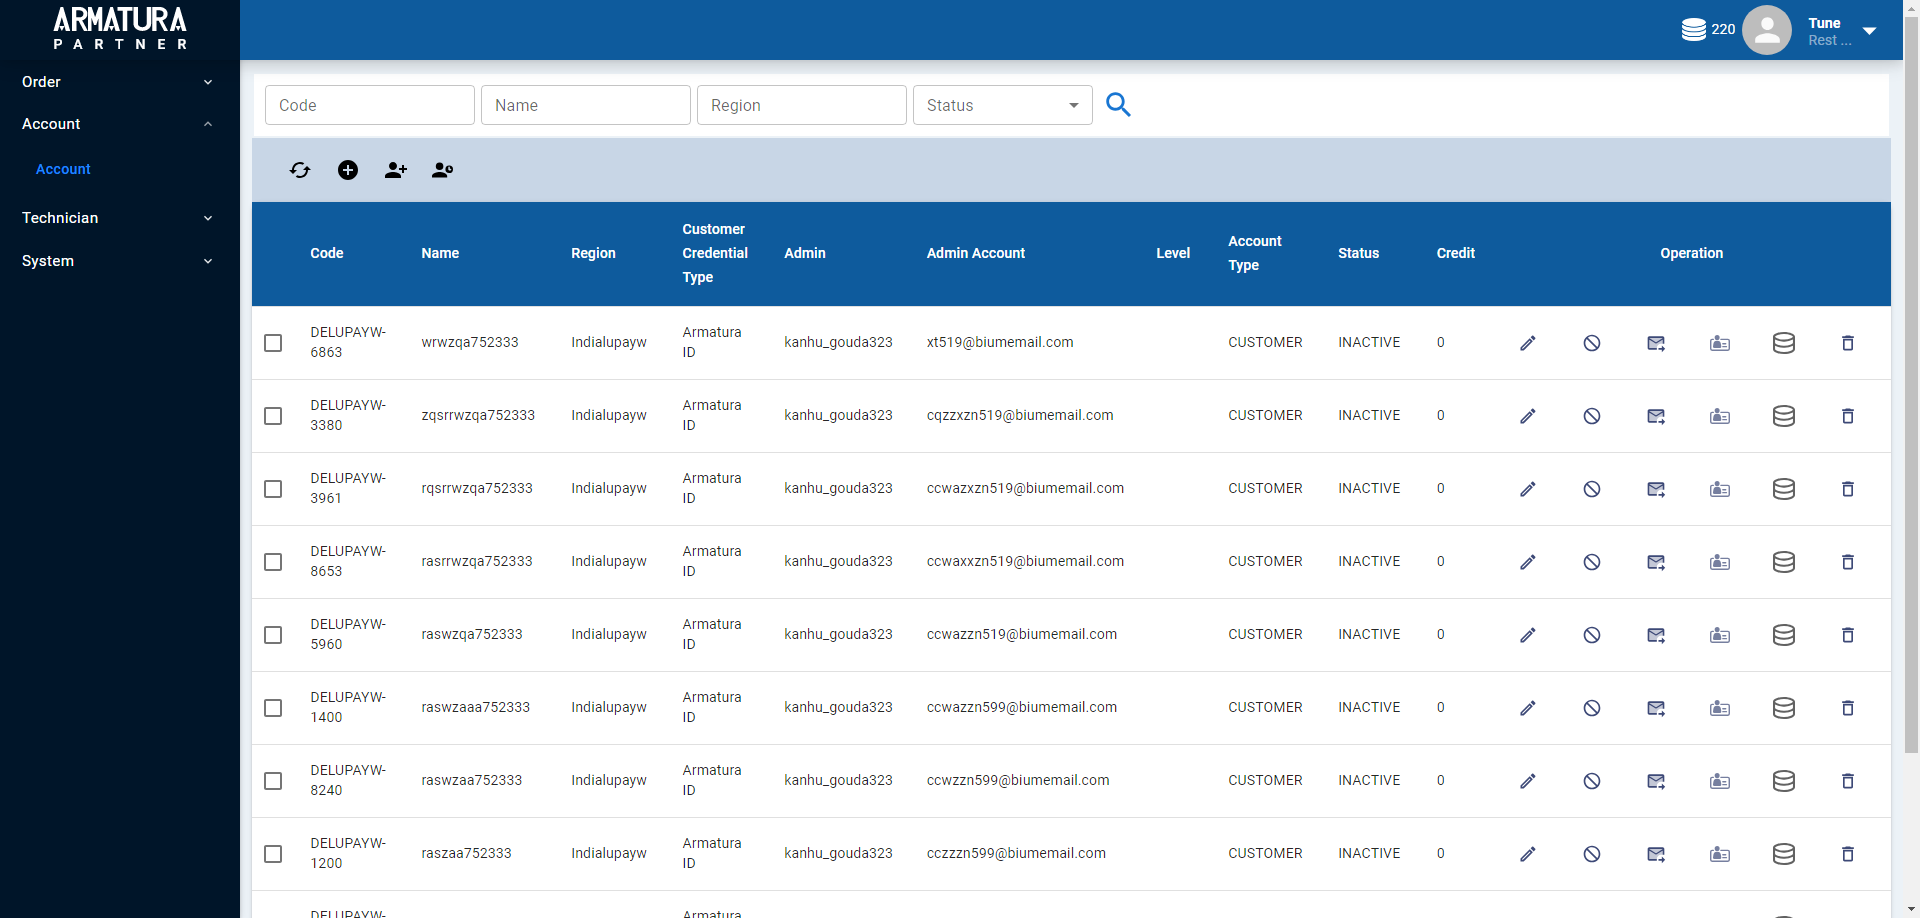 ARMATURA
PARTNER
220
Tune
Rest ...
Order
Account
Account
Technician
System
Code
Name
Region
Status
Code
Name
Region
Customer Credential Type
Admin
Admin Account
Level
Account Type
Status
Credit
Operation
DELUPAYW-6863 wrwzqa752333 Indialupayw Armatura ID kanhu_gouda323 xt519@biumemail.com CUSTOMER INACTIVE 0
DELUPAYW-3380 zqsrrwzqa752333 Indialupayw Armatura ID kanhu_gouda323 cqzzxzn519@biumemail.com CUSTOMER INACTIVE 0
DELUPAYW-3961 rqsrrwzqa752333 Indialupayw Armatura ID kanhu_gouda323 ccwazxzn519@biumemail.com CUSTOMER INACTIVE 0
DELUPAYW-8653 rasrrwzqa752333 Indialupayw Armatura ID kanhu_gouda323 ccwaxxzn519@biumemail.com CUSTOMER INACTIVE 0
DELUPAYW-5960 raswzqa752333 Indialupayw Armatura ID kanhu_gouda323 ccwazzn519@biumemail.com CUSTOMER INACTIVE 0
DELUPAYW-1400 raswzaaa752333 Indialupayw Armatura ID kanhu_gouda323 ccwazzn599@biumemail.com CUSTOMER INACTIVE 0
DELUPAYW-8240 raswzaa752333 Indialupayw Armatura ID kanhu_gouda323 ccwzzn599@biumemail.com CUSTOMER INACTIVE 0
DELUPAYW-1200 raszaa752333 Indialupayw Armatura ID kanhu_gouda323 cczzzn599@biumemail.com CUSTOMER INACTIVE 0
DELUPAYW- Armatura